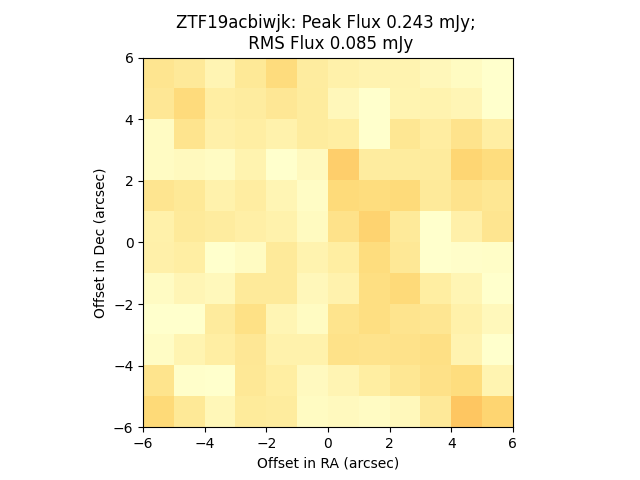 ZTF19acbiwjk: Peak Flux 0.243 mJy;
RMS Flux 0.085 mJy
6
4
2
0
−2
−4
−6
Offset in Dec (arcsec)
−6 −4 −2 0 2 4 6
Offset in RA (arcsec)